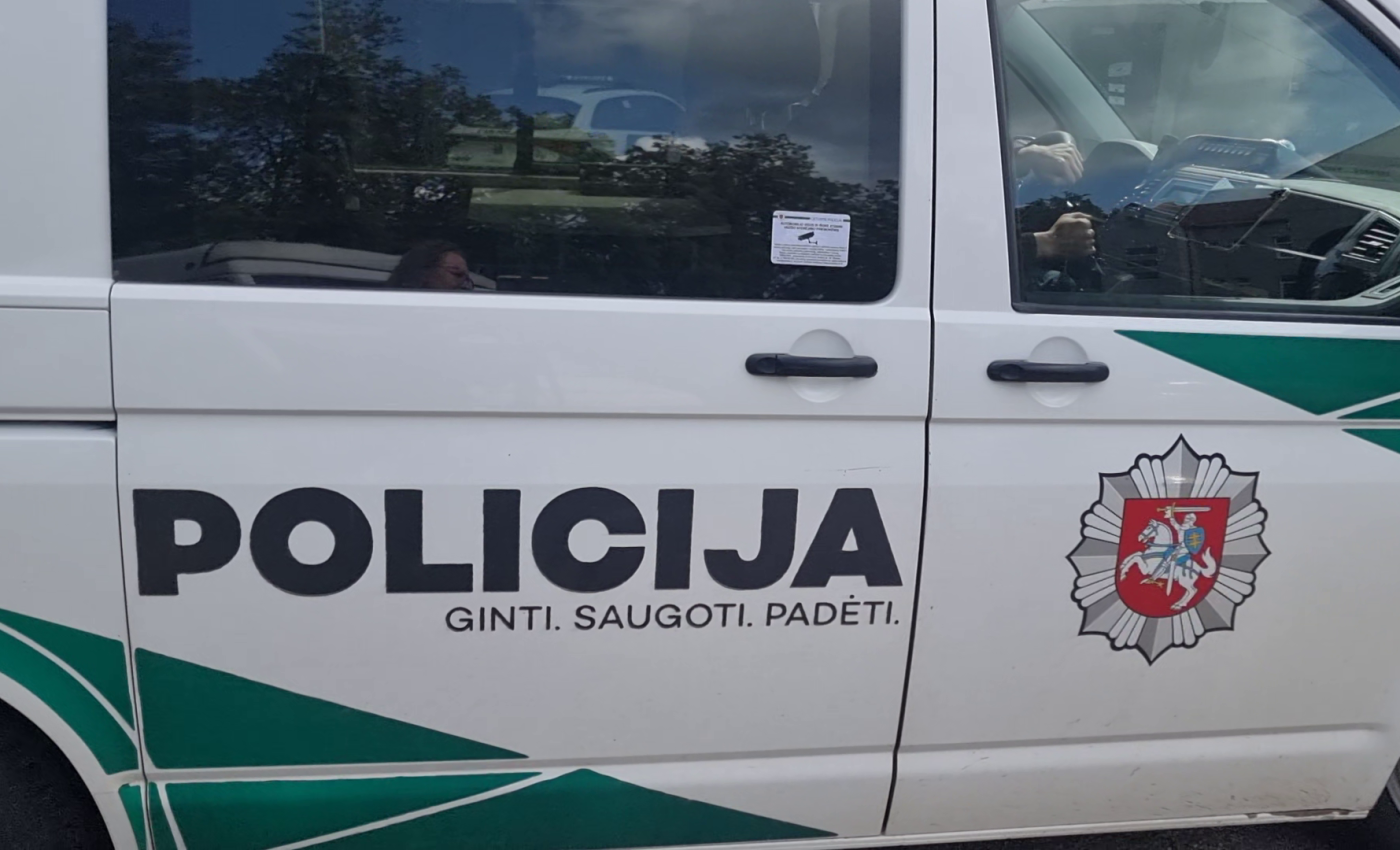 POLICIJA
GINTI. SAUGOTI. PADĖTI.